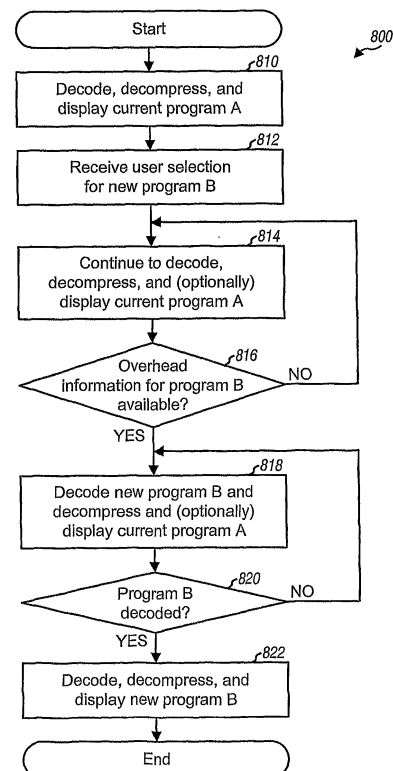 Start
800
810
Decode, decompress, and
display current program A
812
Receive user selection
for new program B
814
Continue to decode,
decompress, and (optionally)
display current program A
816
Overhead
information for program B
available?
NO
YES
818
Decode new program B and
decompress and (optionally)
display current program A
820
Program B
decoded?
NO
YES
822
Decode, decompress, and
display new program B
End